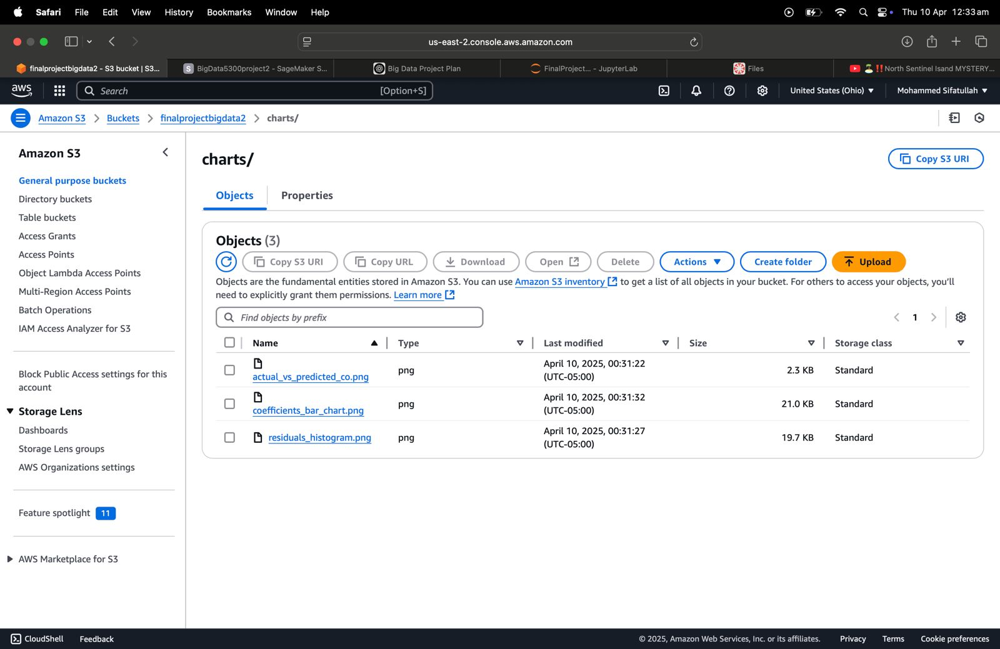 Safari File Edit View History Bookmarks Window Help Thu 10 Apr 12:33 am
us-east-2.console.aws.amazon.com
finalprojectbigdata2 - S3 bucket | S3... S BigData5300project2 - SageMaker S... Big Data Project Plan FinalProject... - JupyterLab Files 🏝️‼️North Sentinel Isand MYSTERY...
aws Search [Option+S] United States (Ohio) ▼ Mohammed Sifatullah ▼
Amazon S3 > Buckets > finalprojectbigdata2 > charts/
Amazon S3
General purpose buckets
Directory buckets
Table buckets
Access Grants
Access Points
Object Lambda Access Points
Multi-Region Access Points
Batch Operations
IAM Access Analyzer for S3
Block Public Access settings for this
account
Storage Lens
Dashboards
Storage Lens groups
AWS Organizations settings
Feature spotlight 11
AWS Marketplace for S3
charts/
Copy S3 URI
Objects Properties
Objects (3)
Copy S3 URI Copy URL Download Open Delete Actions ▼ Create folder Upload
Objects are the fundamental entities stored in Amazon S3. You can use Amazon S3 inventory to get a list of all objects in your bucket. For others to access your objects, you'll
need to explicitly grant them permissions. Learn more
Find objects by prefix
1
Name Type Last modified Size Storage class
actual_vs_predicted_co.png png April 10, 2025, 00:31:22 (UTC-05:00) 2.3 KB Standard
coefficients_bar_chart.png png April 10, 2025, 00:31:32 (UTC-05:00) 21.0 KB Standard
residuals_histogram.png png April 10, 2025, 00:31:27 (UTC-05:00) 19.7 KB Standard
CloudShell Feedback © 2025, Amazon Web Services, Inc. or its affiliates. Privacy Terms Cookie preferences